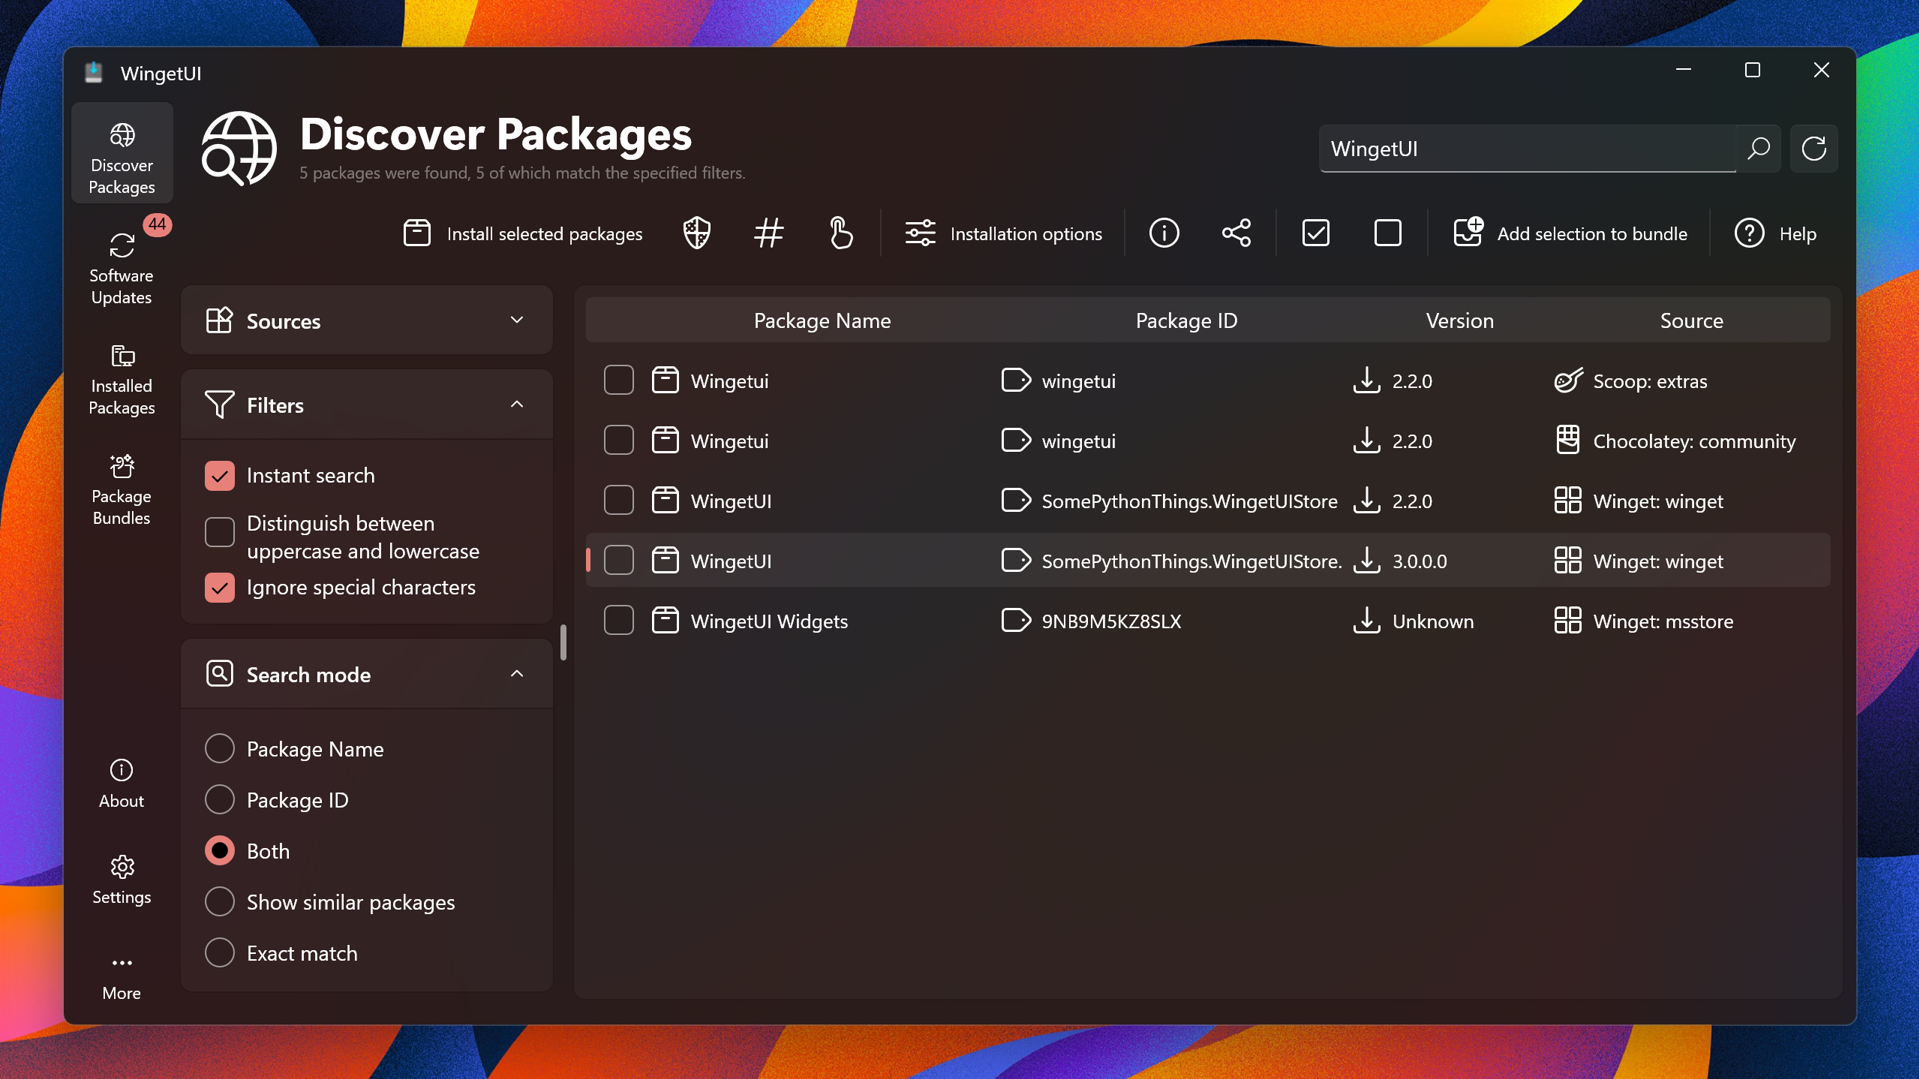 WingetUI
Discover Packages
5 packages were found, 5 of which match the specified filters.
WingetUI
Discover
Packages
44
Software
Updates
Installed
Packages
Package
Bundles
About
Settings
More
Install selected packages
Installation options
Add selection to bundle
Help
Sources
Filters
Instant search
Distinguish between
uppercase and lowercase
Ignore special characters
Search mode
Package Name
Package ID
Both
Show similar packages
Exact match
Package Name Package ID Version Source
Wingetui wingetui 2.2.0 Scoop: extras
Wingetui wingetui 2.2.0 Chocolatey: community
WingetUI SomePythonThings.WingetUIStore 2.2.0 Winget: winget
WingetUI SomePythonThings.WingetUIStore. 3.0.0.0 Winget: winget
WingetUI Widgets 9NB9M5KZ8SLX Unknown Winget: msstore